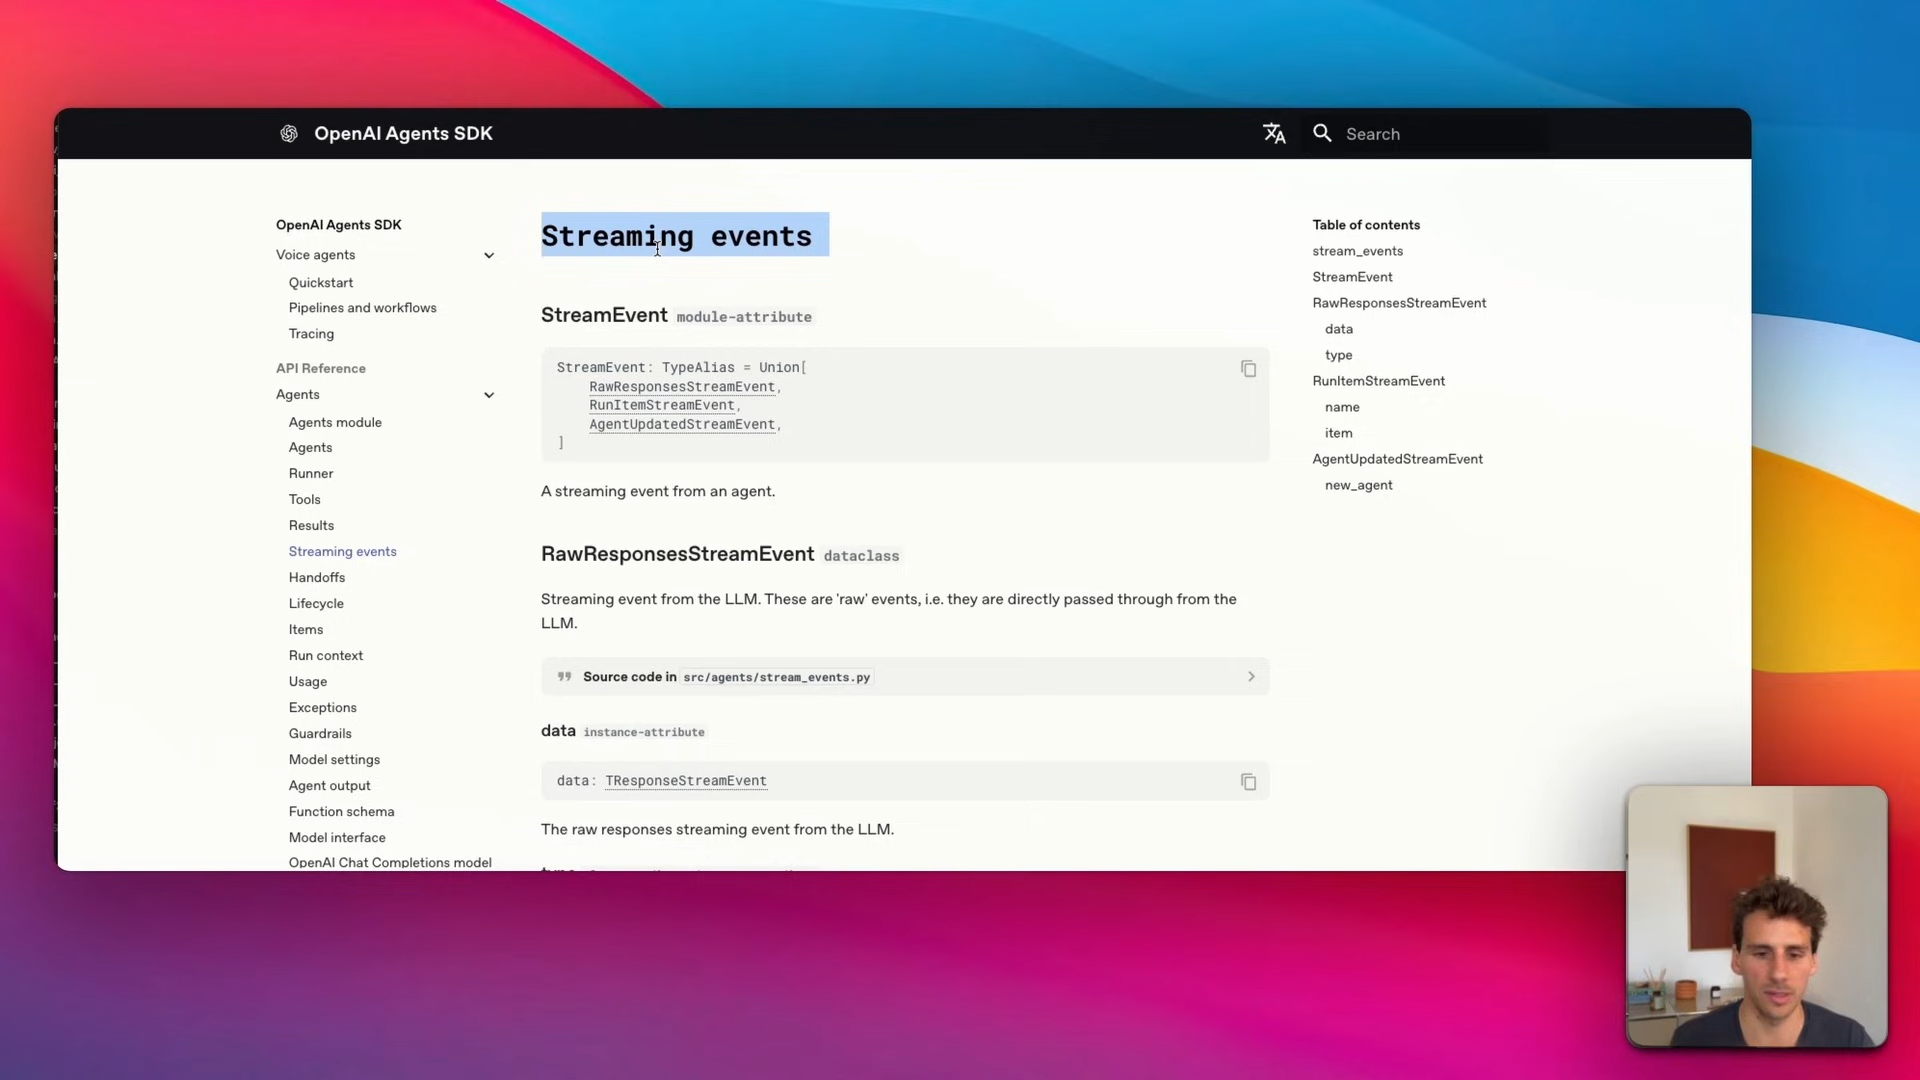 OpenAI Agents SDK
Search
OpenAI Agents SDK
Voice agents
Quickstart
Pipelines and workflows
Tracing
API Reference
Agents
Agents module
Agents
Runner
Tools
Results
Streaming events
Handoffs
Lifecycle
Items
Run context
Usage
Exceptions
Guardrails
Model settings
Agent output
Function schema
Model interface
OpenAI Chat Completions model
Streaming events
StreamEvent module-attribute
StreamEvent: TypeAlias = Union[
RawResponsesStreamEvent,
RunItemStreamEvent,
AgentUpdatedStreamEvent,
]
A streaming event from an agent.
RawResponsesStreamEvent dataclass
Streaming event from the LLM. These are 'raw' events, i.e. they are directly passed through from the
LLM.
Source code in src/agents/stream_events.py
data instance-attribute
data: TResponseStreamEvent
The raw responses streaming event from the LLM.
Table of contents
stream_events
StreamEvent
RawResponsesStreamEvent
data
type
RunItemStreamEvent
name
item
AgentUpdatedStreamEvent
new_agent